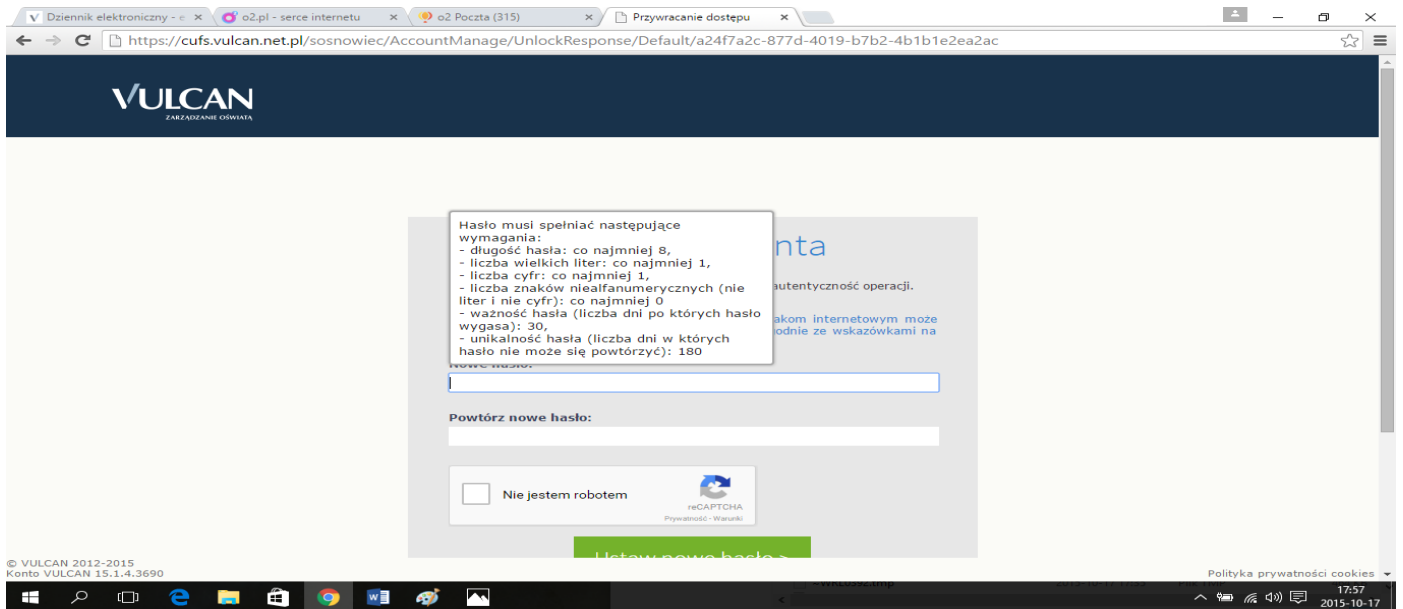 Dziennik elektroniczny - e
o2.pl - serce internetu
o2 Poczta (315)
Przywracanie dostępu
https://cufs.vulcan.net.pl/sosnowiec/AccountManage/UnlockResponse/Default/a24f7a2c-877d-4019-b7b2-4b1b1e2ea2ac
VULCAN
ZARZĄDZANIE OŚWIATĄ
Hasło musi spełniać następujące
wymagania:
- długość hasła: co najmniej 8,
- liczba wielkich liter: co najmniej 1,
- liczba cyfr: co najmniej 1,
- liczba znaków niealfanumerycznych (nie
liter i nie cyfr): co najmniej 0
- ważność hasła (liczba dni po których hasło
wygasa): 30,
- unikalność hasła (liczba dni w których
hasło nie może się powtórzyć): 180
nta
autentyczność operacji.
akom internetowym może
odnie ze wskazówkami na
Nowe hasło:
Powtórz nowe hasło:
Nie jestem robotem
reCAPTCHA
Prywatność - Warunki
Ustaw nowe hasło >
© VULCAN 2012-2015
Konto VULCAN 15.1.4.3690
Polityka prywatności cookies
17:57
2015-10-17